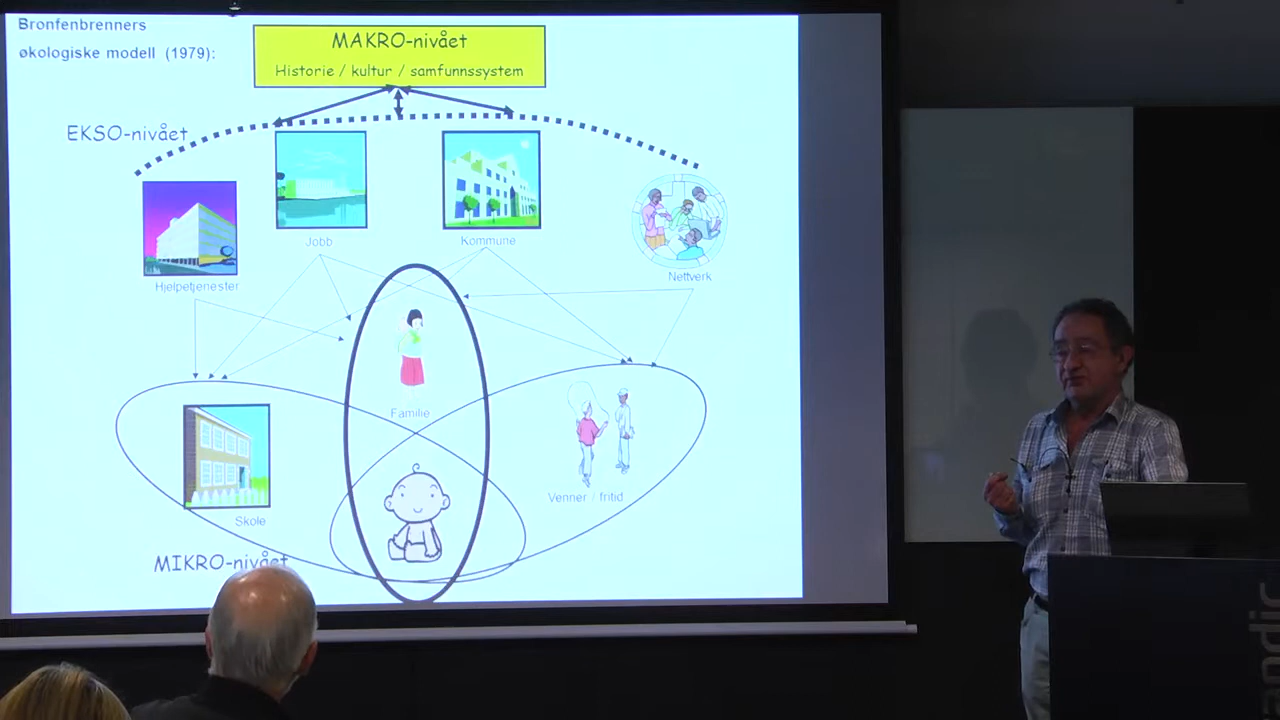 Bronfenbrenners
økologiske modell (1979):
MAKRO-nivået
Historie / kultur / samfunnssystem
EKSO-nivået
Jobb
Kommune
Hjelpetjenester
Nettverk
Familie
Skole
Venner / fritid
MIKRO-nivået
andic